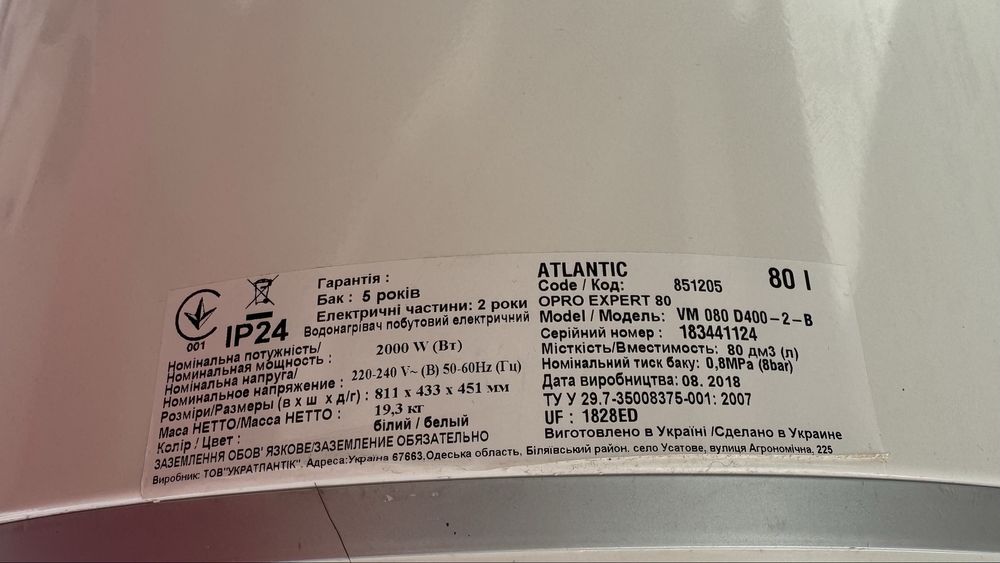 001
IP24
Гарантія :
Бак : 5 років
Електричні частини: 2 роки
Водонагрівач побутовий електричний
Номінальна потужність/
Номинальная мощность : 2000 W (Вт)
Номінальна напруга/
Номинальное напряжение : 220-240 V~ (В) 50-60Hz (Гц)
Розміри/Размеры (в х ш х д/г) : 811 x 433 x 451 мм
Маса НЕТТО/Масса НЕТТО : 19,3 кг
Колір / Цвет : білий / белый
ATLANTIC 80 l
Code / Код: 851205
OPRO EXPERT 80
Model / Модель: VM 080 D400-2-B
Серійний номер : 183441124
Місткість/Вместимость: 80 дм3 (л)
Номінальний тиск баку: 0,8MPa (8bar)
Дата виробництва: 08. 2018
ТУ У 29.7-35008375-001: 2007
UF : 1828ED
Виготовлено в Україні /Сделано в Украине
ЗАЗЕМЛЕННЯ ОБОВ' ЯЗКОВЕ/ЗАЗЕМЛЕНИЕ ОБЯЗАТЕЛЬНО
Виробник: ТОВ"УКРАТЛАНТІК", Адреса:Україна 67663,Одеська область, Біляївський район. село Усатове, вулиця Агрономічна, 225